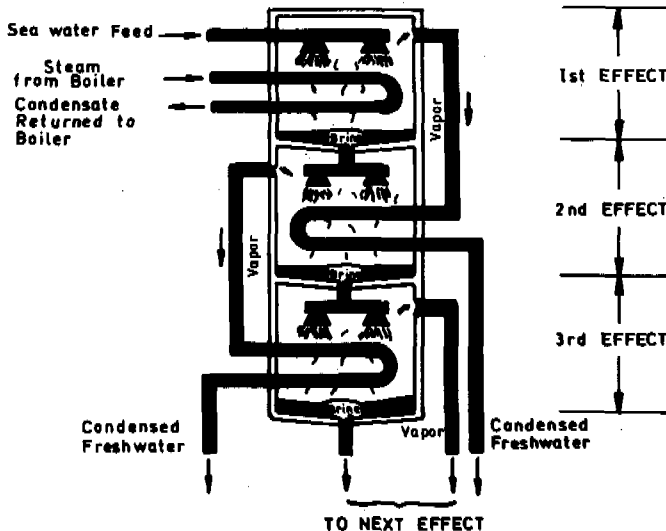 Sea water Feed
Steam
from Boiler
Condensate
Returned to
Boiler
1st EFFECT
Vapor
Brine
2nd EFFECT
Vapor
Brine
3rd EFFECT
Brine
Condensed
Freshwater
Vapor
Condensed
Freshwater
TO NEXT EFFECT